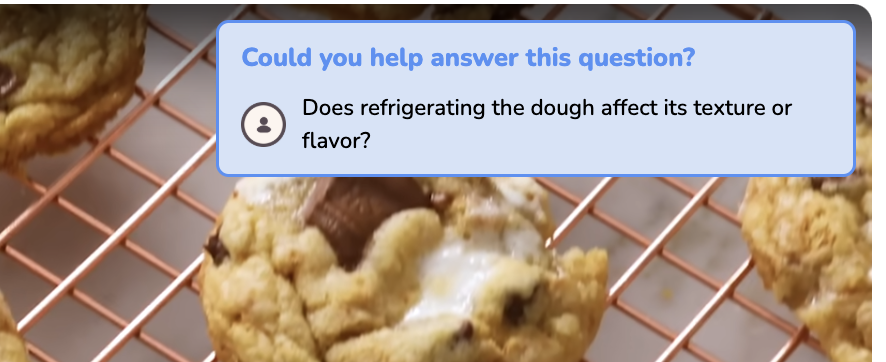 Could you help answer this question?
Does refrigerating the dough affect its texture or
flavor?